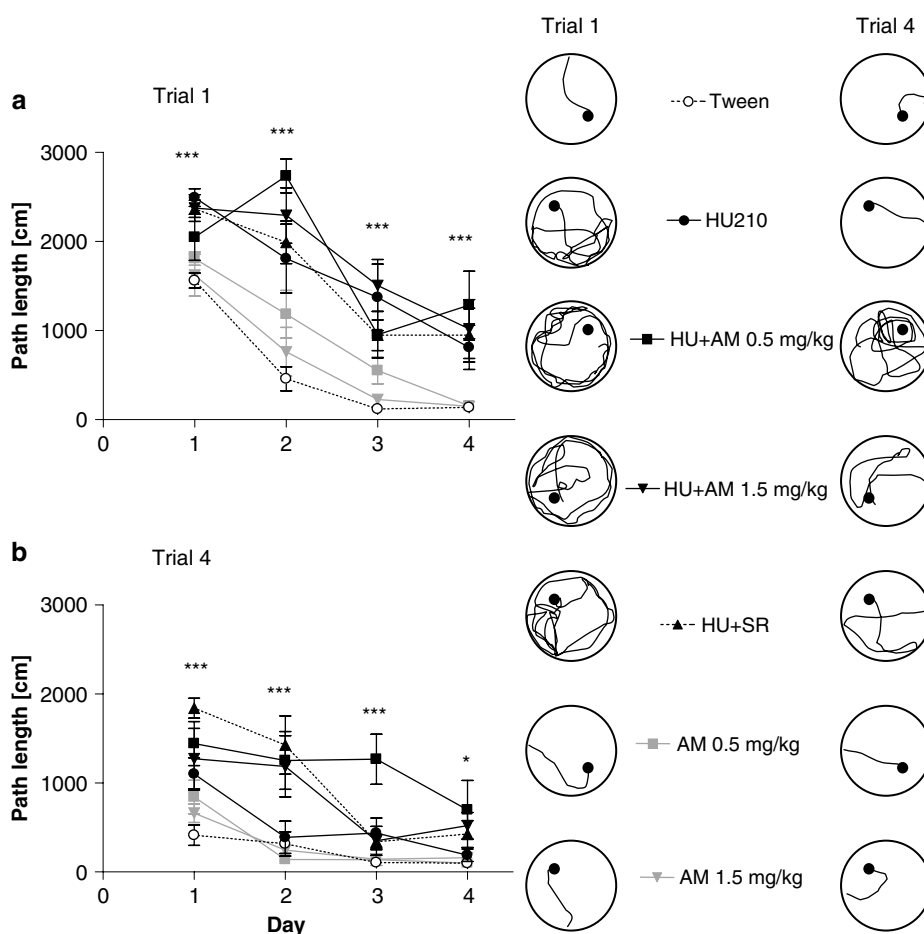 Trial 1
Trial 4
a
Trial 1
***
***
***
***
3000
2000
1000
0
Path length [cm]
0
1
2
3
4
Tween
HU210
HU+AM 0.5 mg/kg
HU+AM 1.5 mg/kg
HU+SR
AM 0.5 mg/kg
AM 1.5 mg/kg
b
Trial 4
***
***
***
*
3000
2000
1000
0
Path length [cm]
0
1
2
3
4
Day